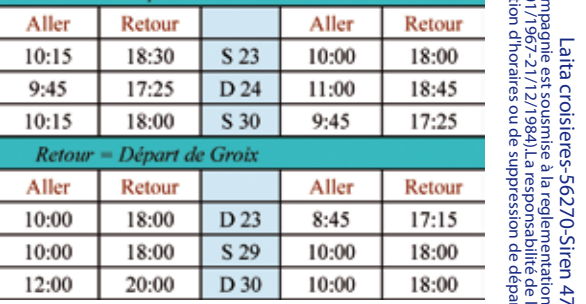 Aller Retour Aller Retour
10:15 18:30 S 23 10:00 18:00
9:45 17:25 D 24 11:00 18:45
10:15 18:00 S 30 9:45 17:25
Retour = Départ de Groix
Aller Retour Aller Retour
10:00 18:00 D 23 8:45 17:15
10:00 18:00 S 29 10:00 18:00
12:00 20:00 D 30 10:00 18:00
Laita croisieres-56270-Siren 47
mpagnie est sousmise à la reglementatio
1/1967-21/12/1984).La responsabilité de l
tion d'horaires ou de suppression de dépa